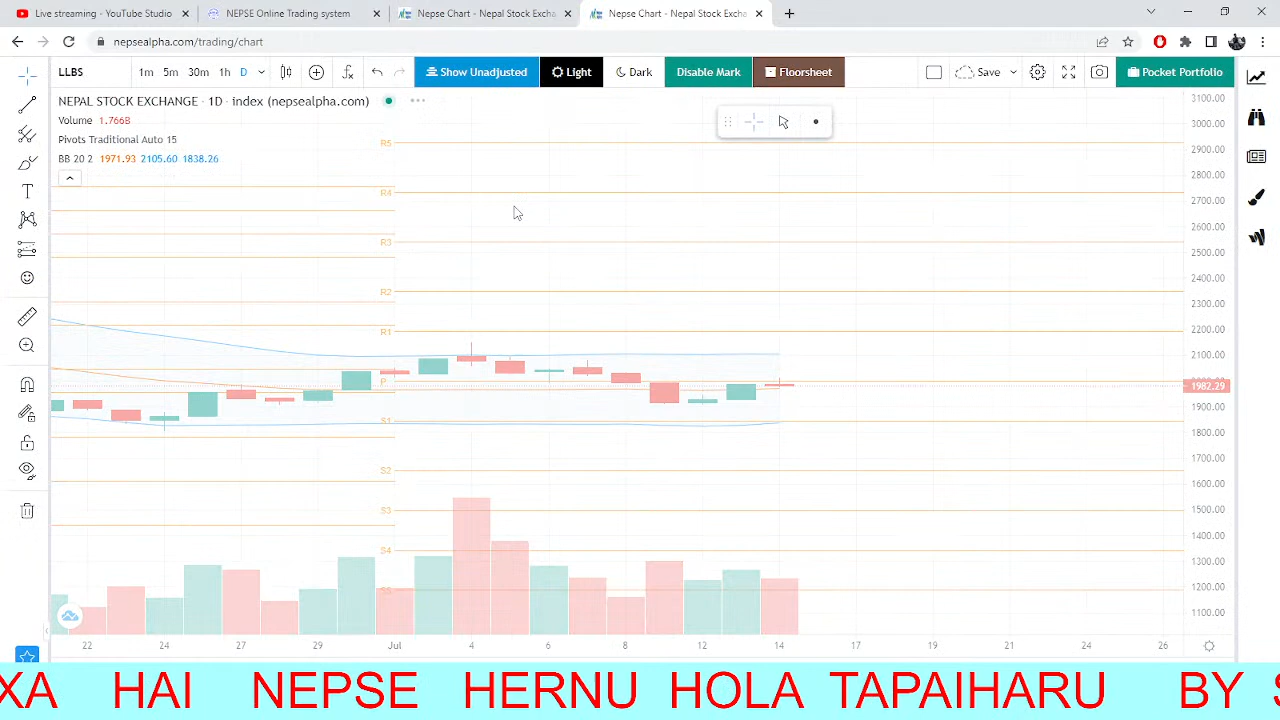 Live streaming - YouTube Studio
NEPSE Online Trading system
Nepse Chart - Nepal Stock Excha
Nepse Chart - Nepal Stock Excha
nepsealpha.com/trading/chart
LLBS 1m 5m 30m 1h D Show Unadjusted Light Dark Disable Mark Floorsheet Save Pocket Portfolio
NEPAL STOCK EXCHANGE · 1D · index (nepsealpha.com)
Volume 1.766B
Pivots Traditional Auto 15
BB 20 2 1971.93 2105.60 1838.26
R5
R4
R3
R2
R1
P
S1
S2
S3
S4
S5
3100.00
3000.00
2900.00
2800.00
2700.00
2600.00
2500.00
2400.00
2300.00
2200.00
2100.00
1982.29
1900.00
1800.00
1700.00
1600.00
1500.00
1400.00
1300.00
1200.00
1100.00
22 24 27 29 Jul 4 6 8 12 14 17 19 21 24 26
XA HAI NEPSE HERNU HOLA TAPAIHARU BY S